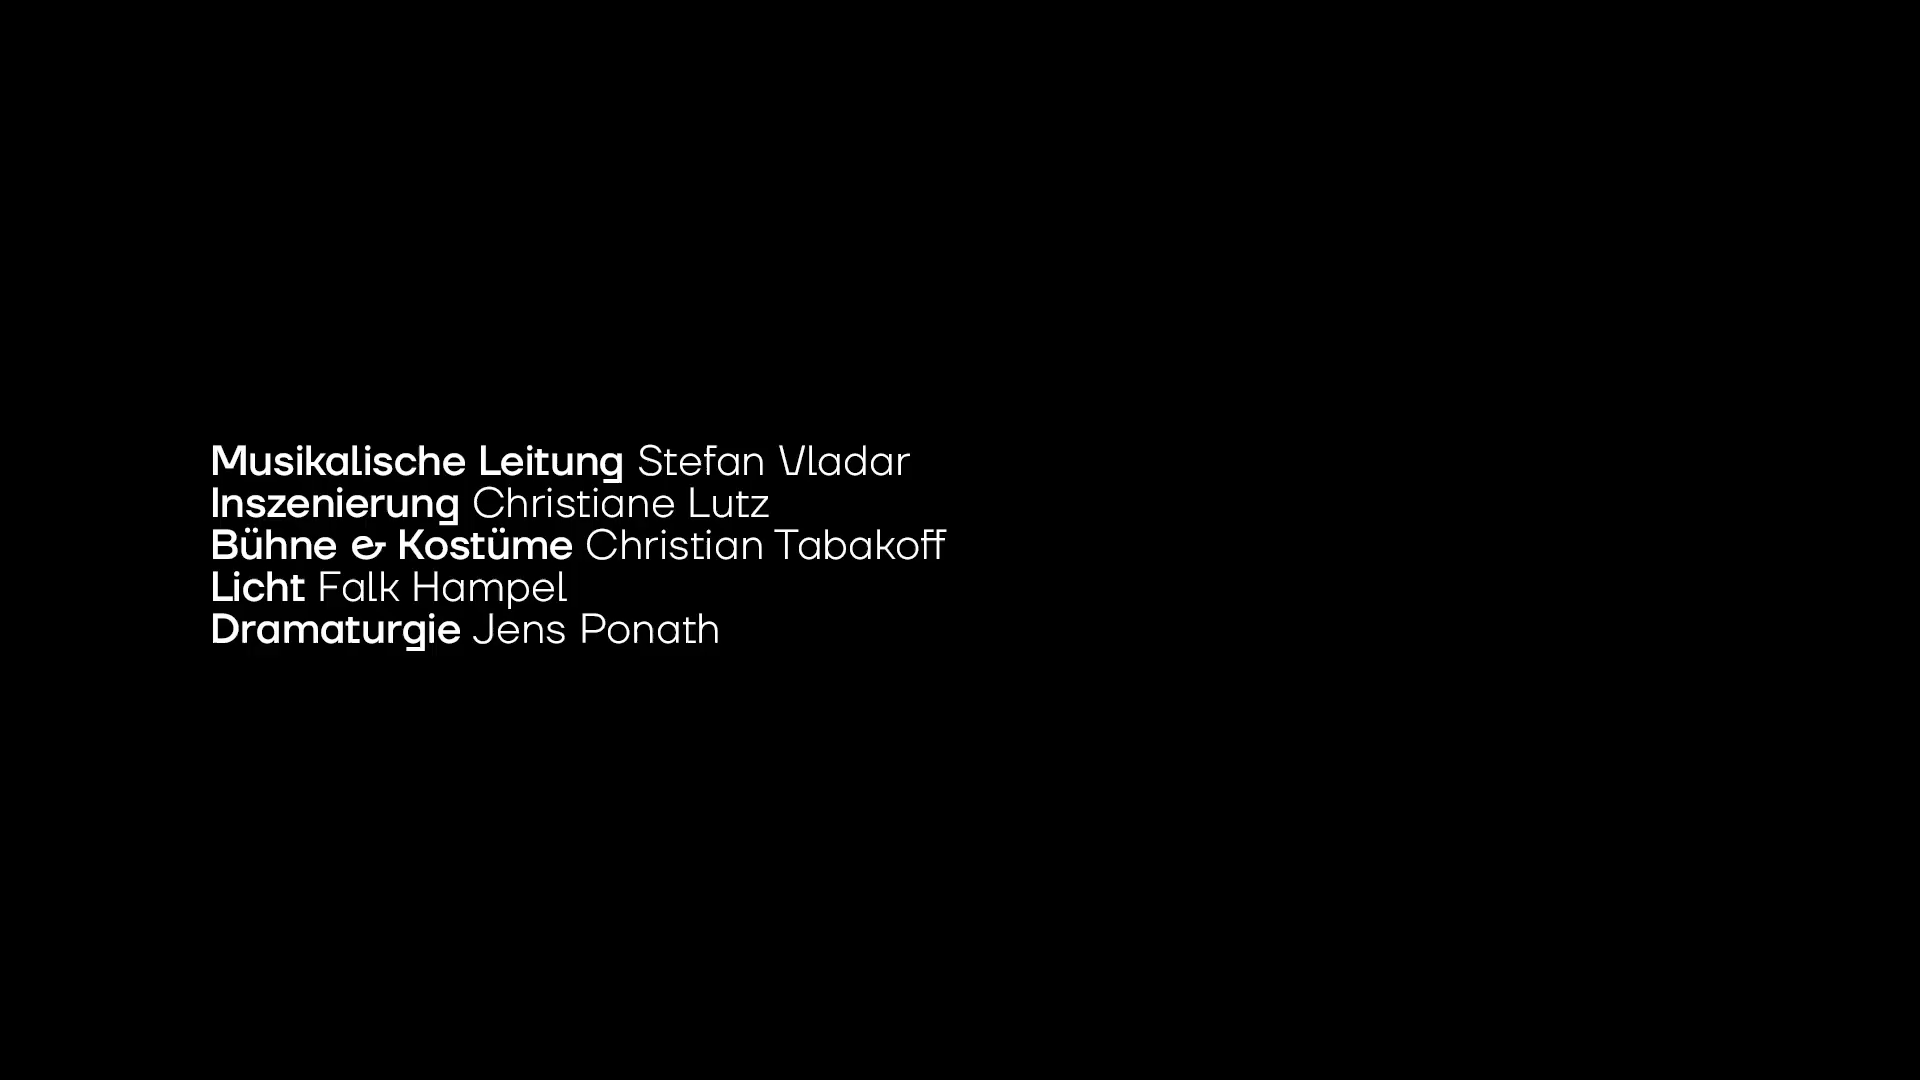 Musikalische Leitung Stefan Vladar
Inszenierung Christiane Lutz
Bühne & Kostüme Christian Tabakoff
Licht Falk Hampel
Dramaturgie Jens Ponath